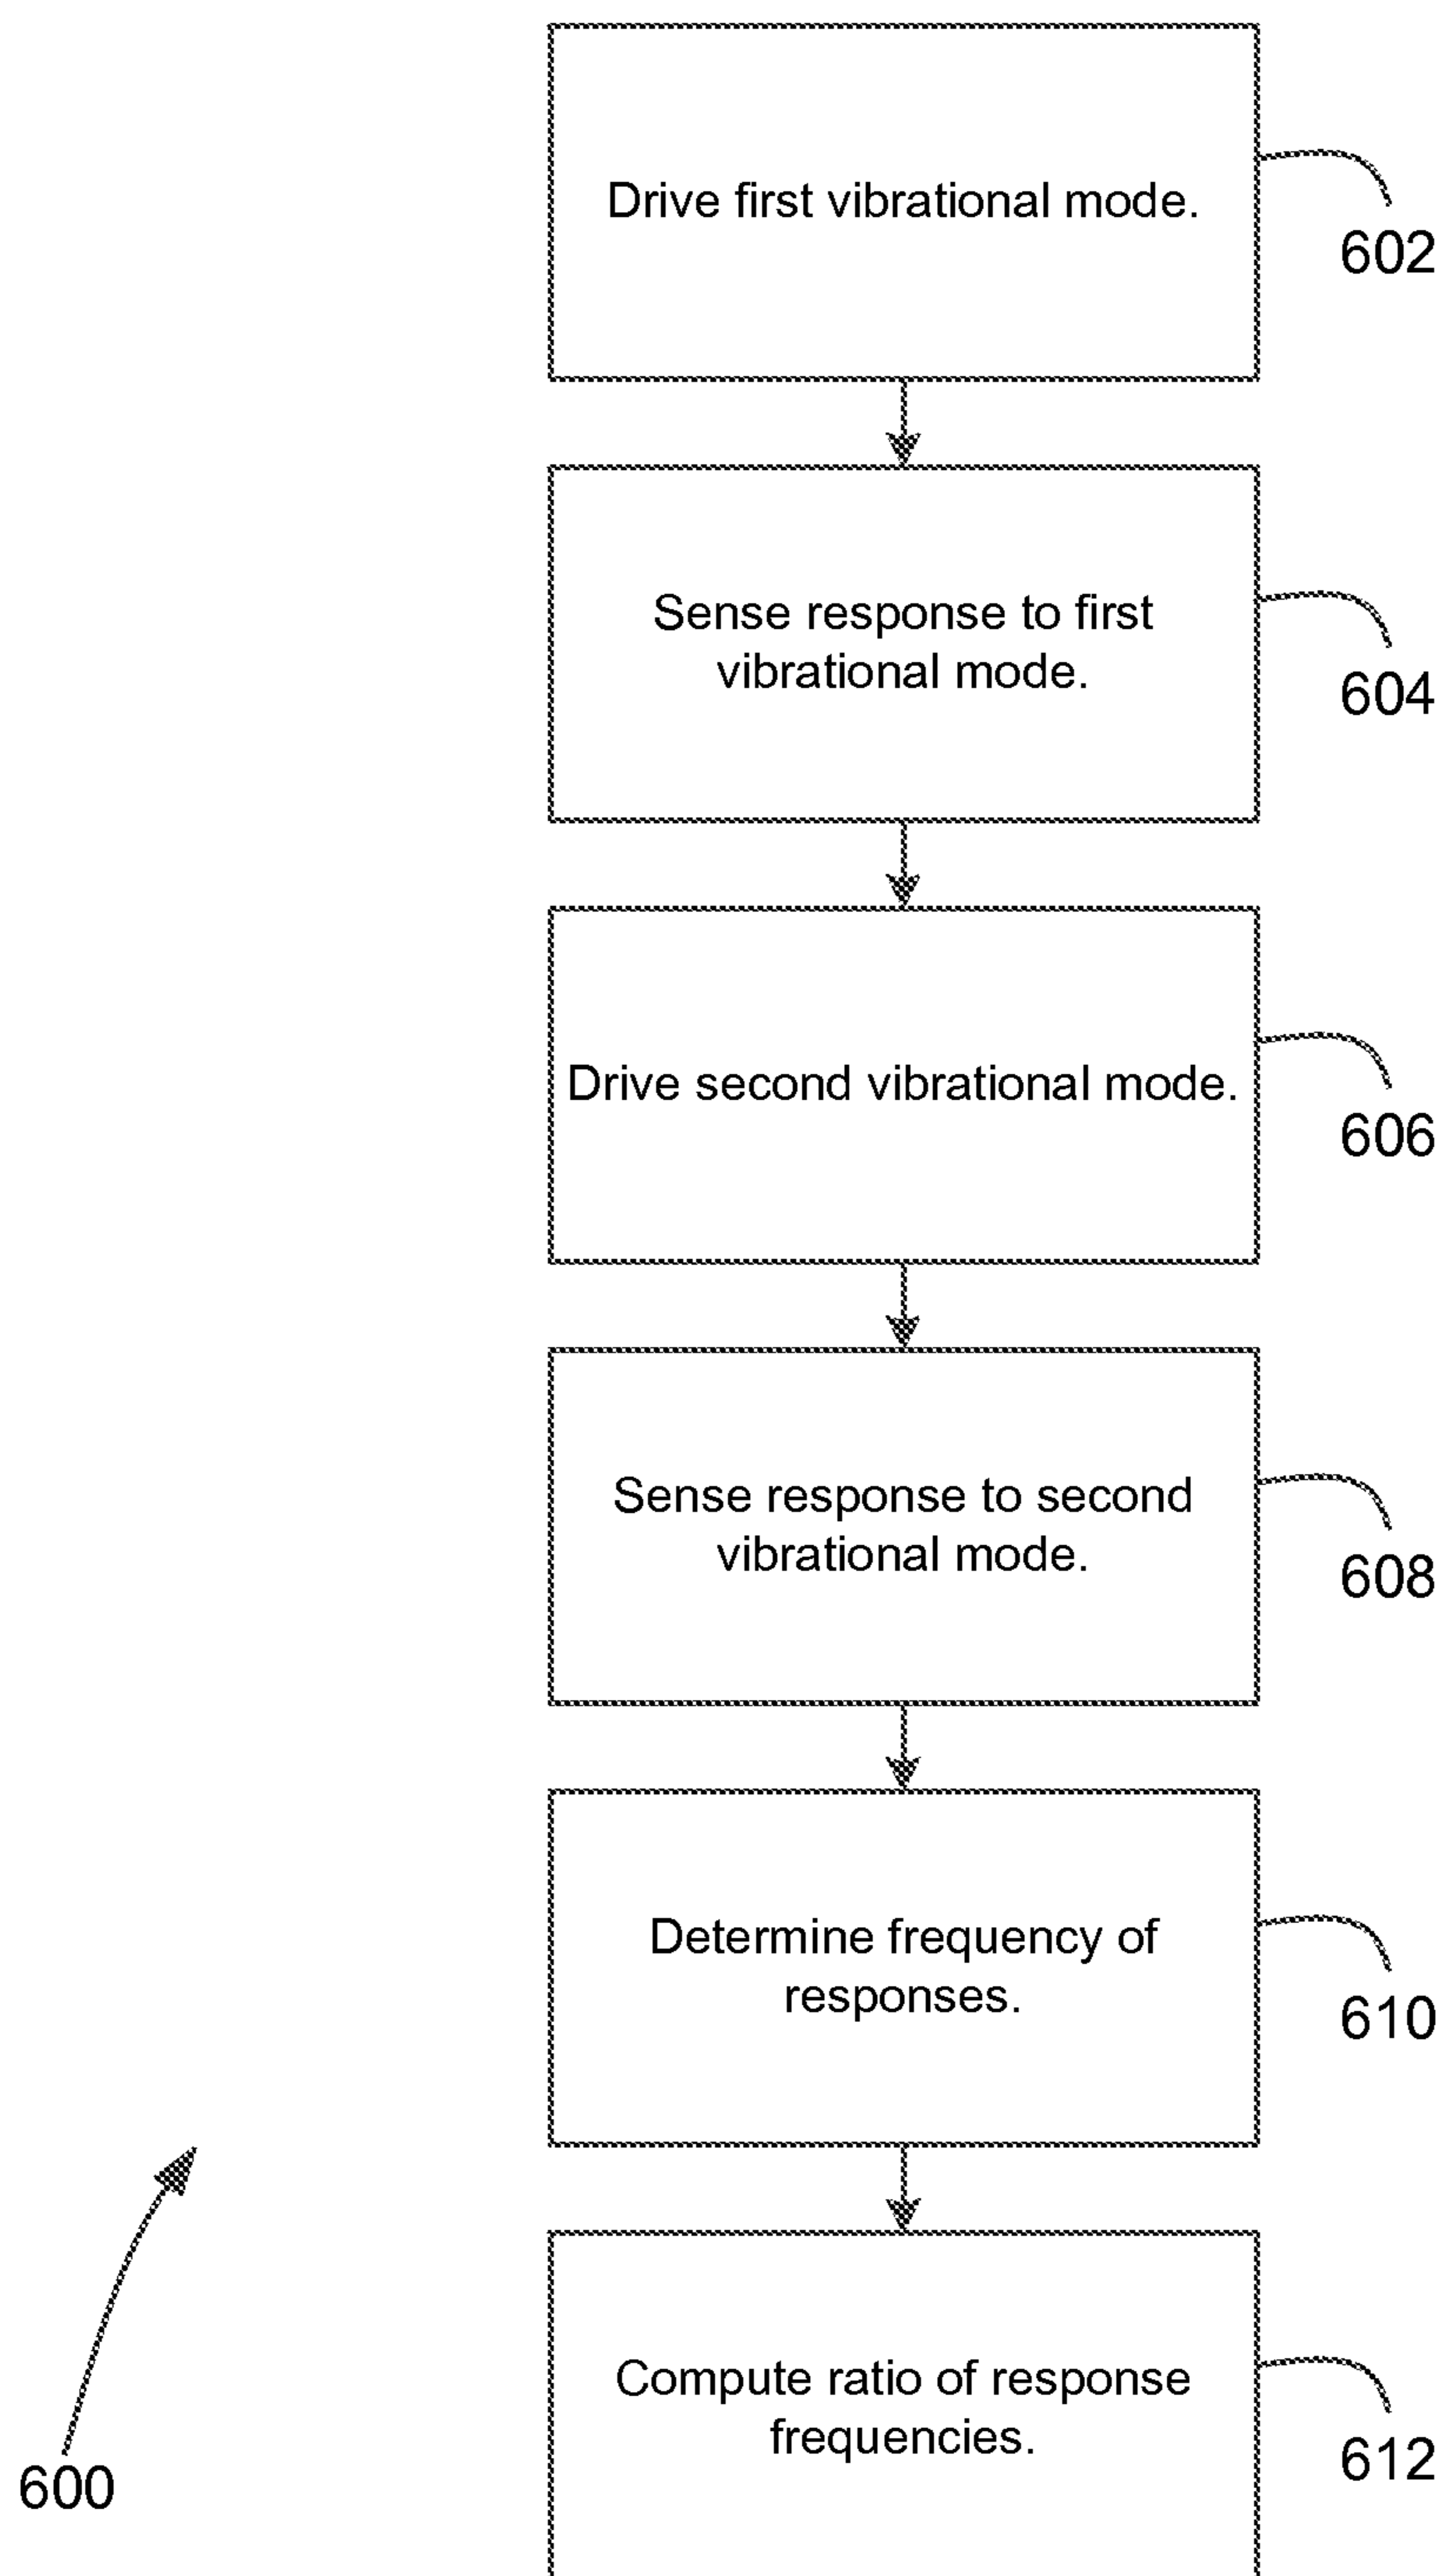 Drive first vibrational mode.
602
Sense response to first
vibrational mode.
604
Drive second vibrational mode.
606
Sense response to second
vibrational mode.
608
Determine frequency of
responses.
610
Compute ratio of response
frequencies.
612
600